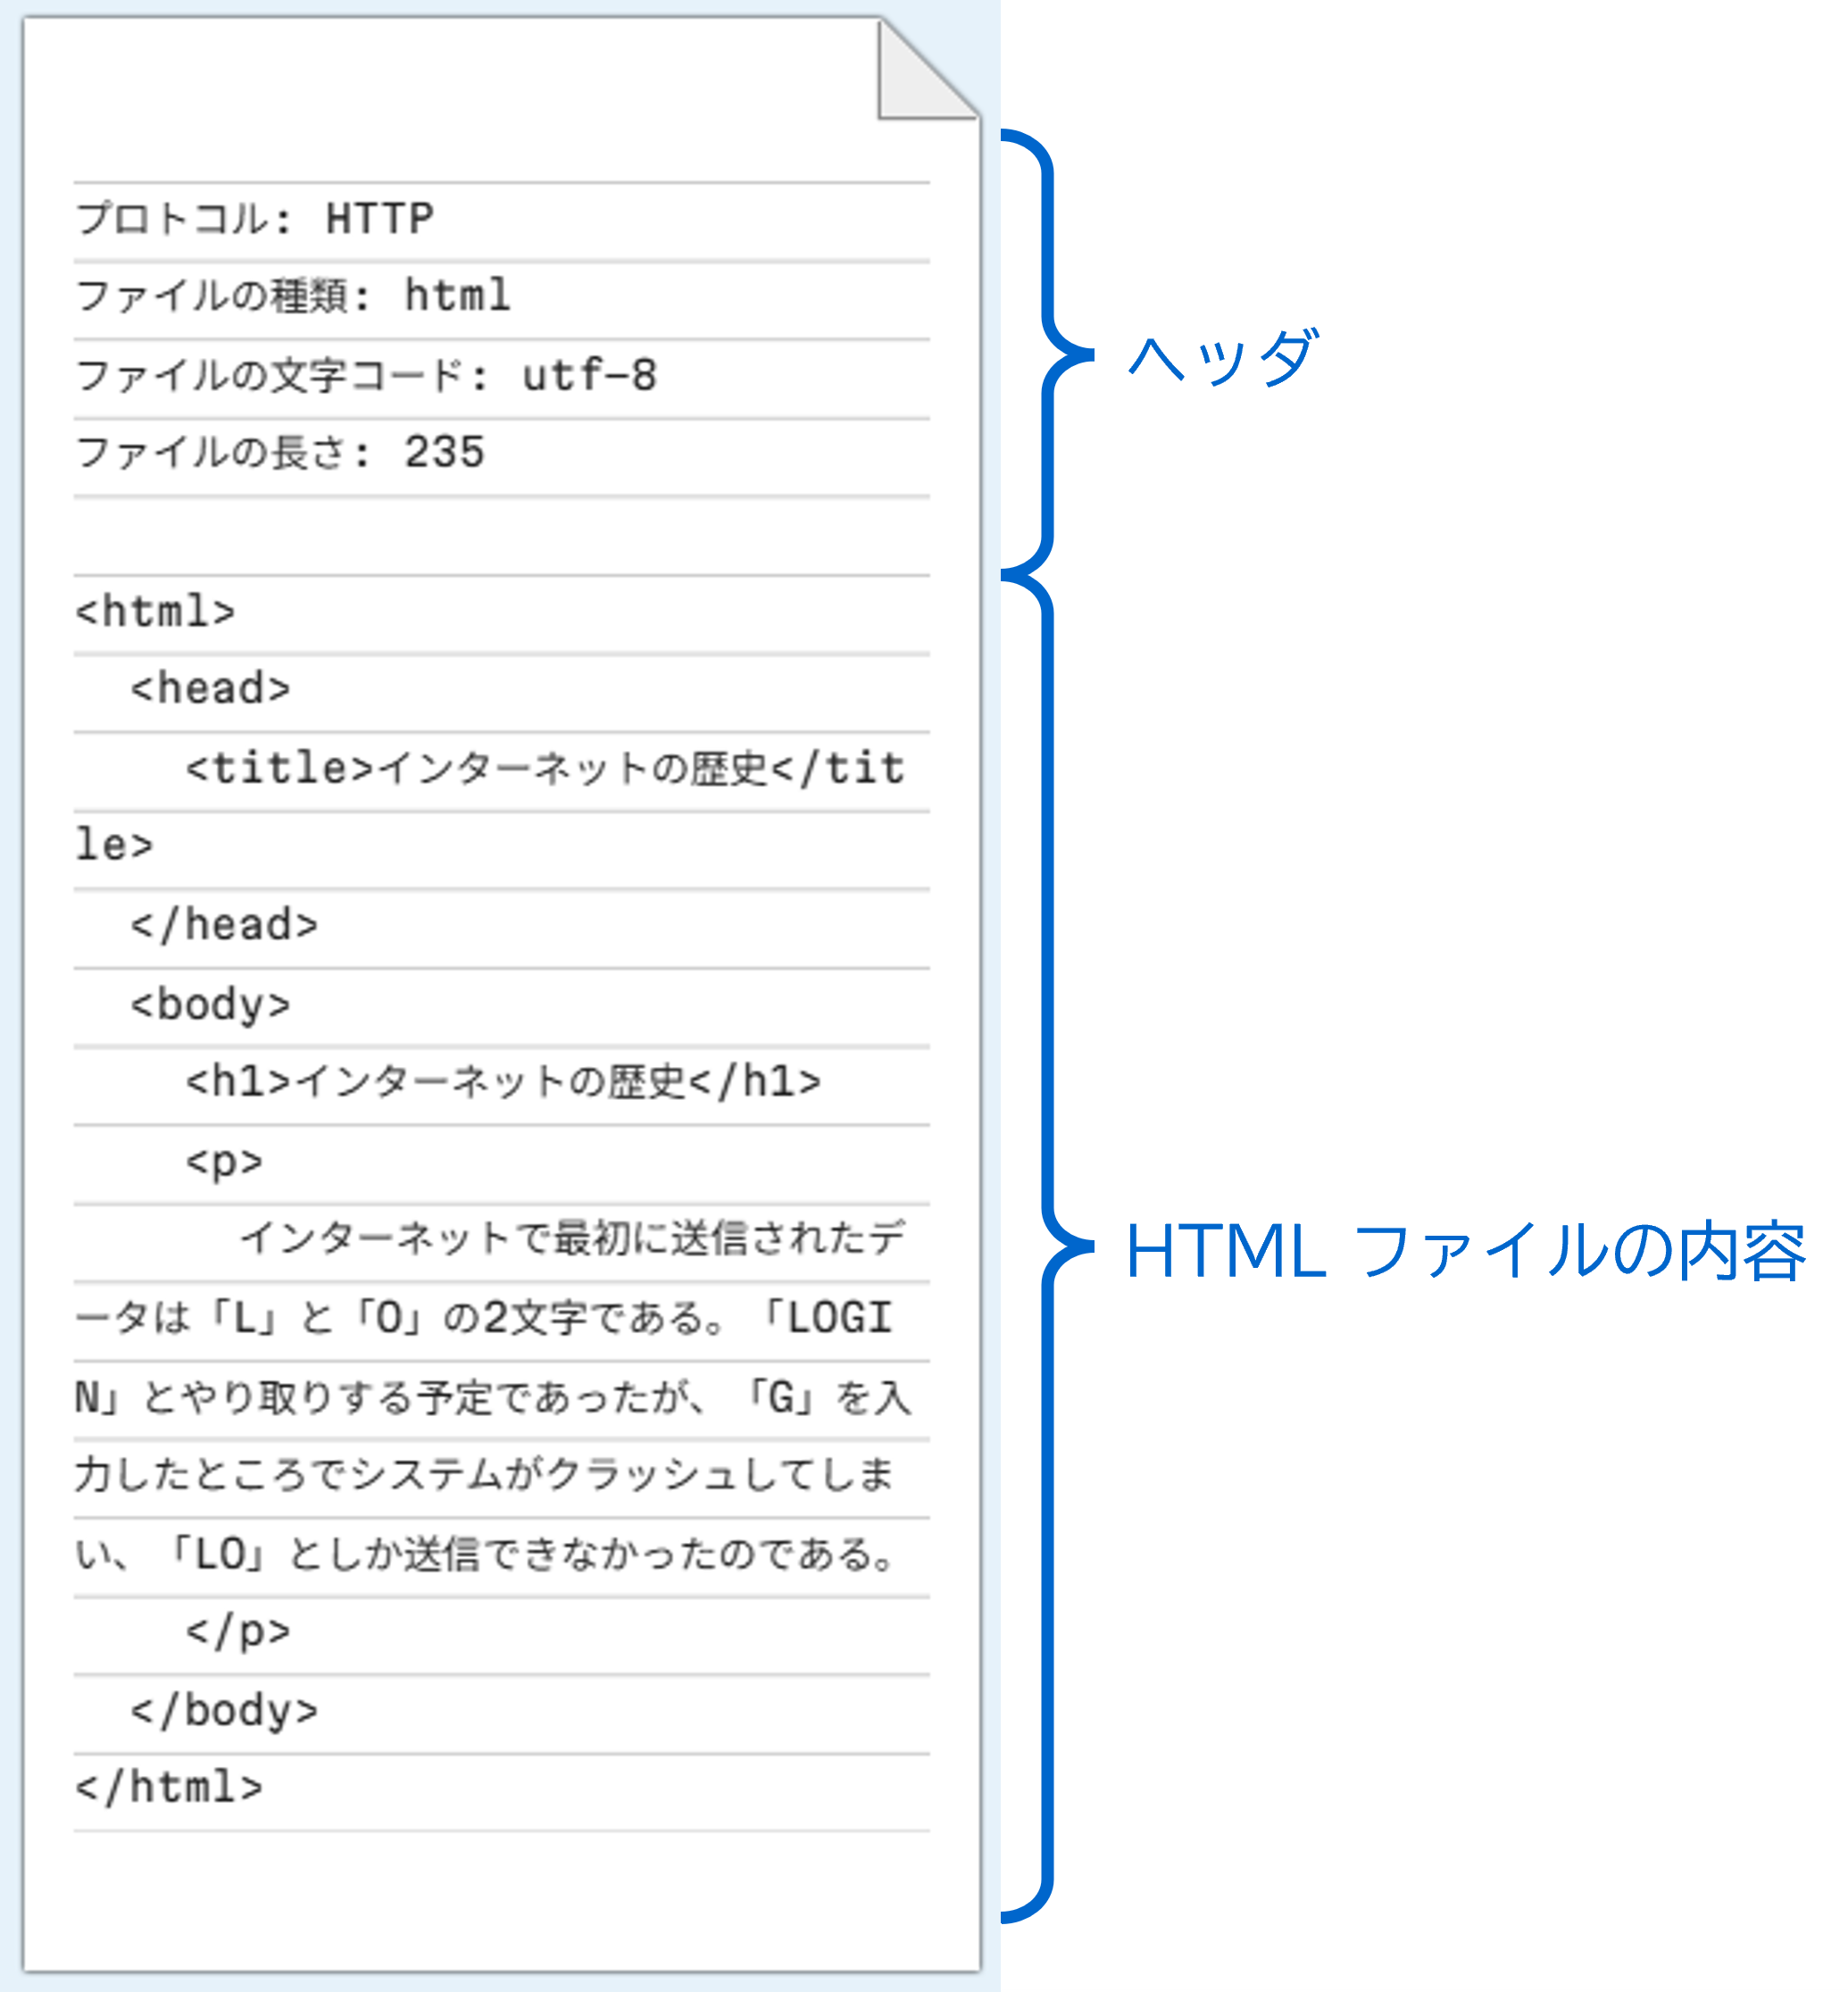 プロトコル: HTTP
ファイルの種類: html
ファイルの文字コード: utf-8
ファイルの長さ: 235
<html>
  <head>
    <title>インターネットの歴史</tit
le>
  </head>
  <body>
    <h1>インターネットの歴史</h1>
    <p>
      インターネットで最初に送信されたデ
ータは「L」と「O」の2文字である。「LOGI
N」とやり取りする予定であったが、「G」を入
力したところでシステムがクラッシュしてしま
い、「LO」としか送信できなかったのである。
    </p>
  </body>
</html>
ヘッダ
HTML ファイルの内容